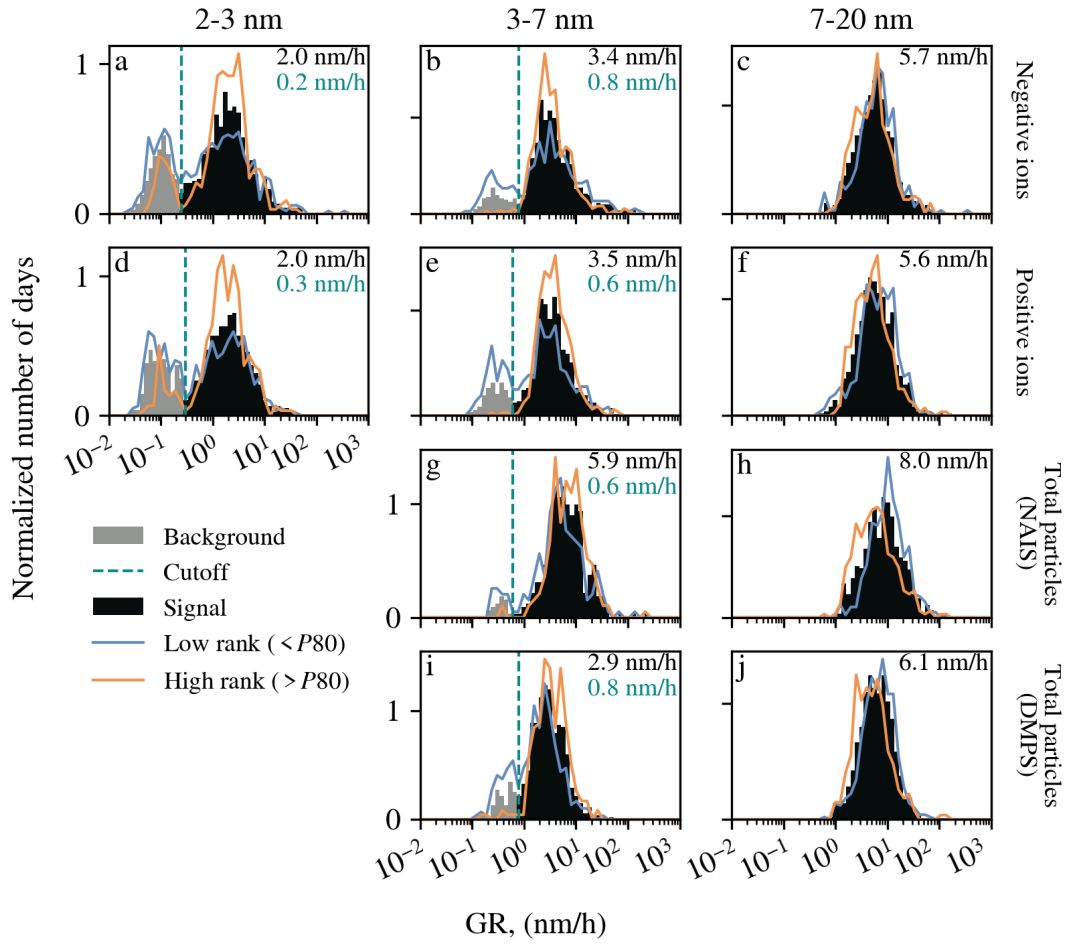 2-3 nm
3-7 nm
7-20 nm
a
2.0 nm/h
0.2 nm/h
b
3.4 nm/h
0.8 nm/h
c
5.7 nm/h
Negative ions
1
0
d
2.0 nm/h
0.3 nm/h
e
3.5 nm/h
0.6 nm/h
f
5.6 nm/h
Positive ions
1
0
10⁻² 10⁻¹ 10⁰ 10¹ 10² 10³
Normalized number of days
g
5.9 nm/h
0.6 nm/h
h
8.0 nm/h
Total particles
(NAIS)
1
0
Background
Cutoff
Signal
Low rank (<P80)
High rank (>P80)
i
2.9 nm/h
0.8 nm/h
j
6.1 nm/h
Total particles
(DMPS)
1
0
10⁻² 10⁻¹ 10⁰ 10¹ 10² 10³
10⁻² 10⁻¹ 10⁰ 10¹ 10² 10³
GR, (nm/h)